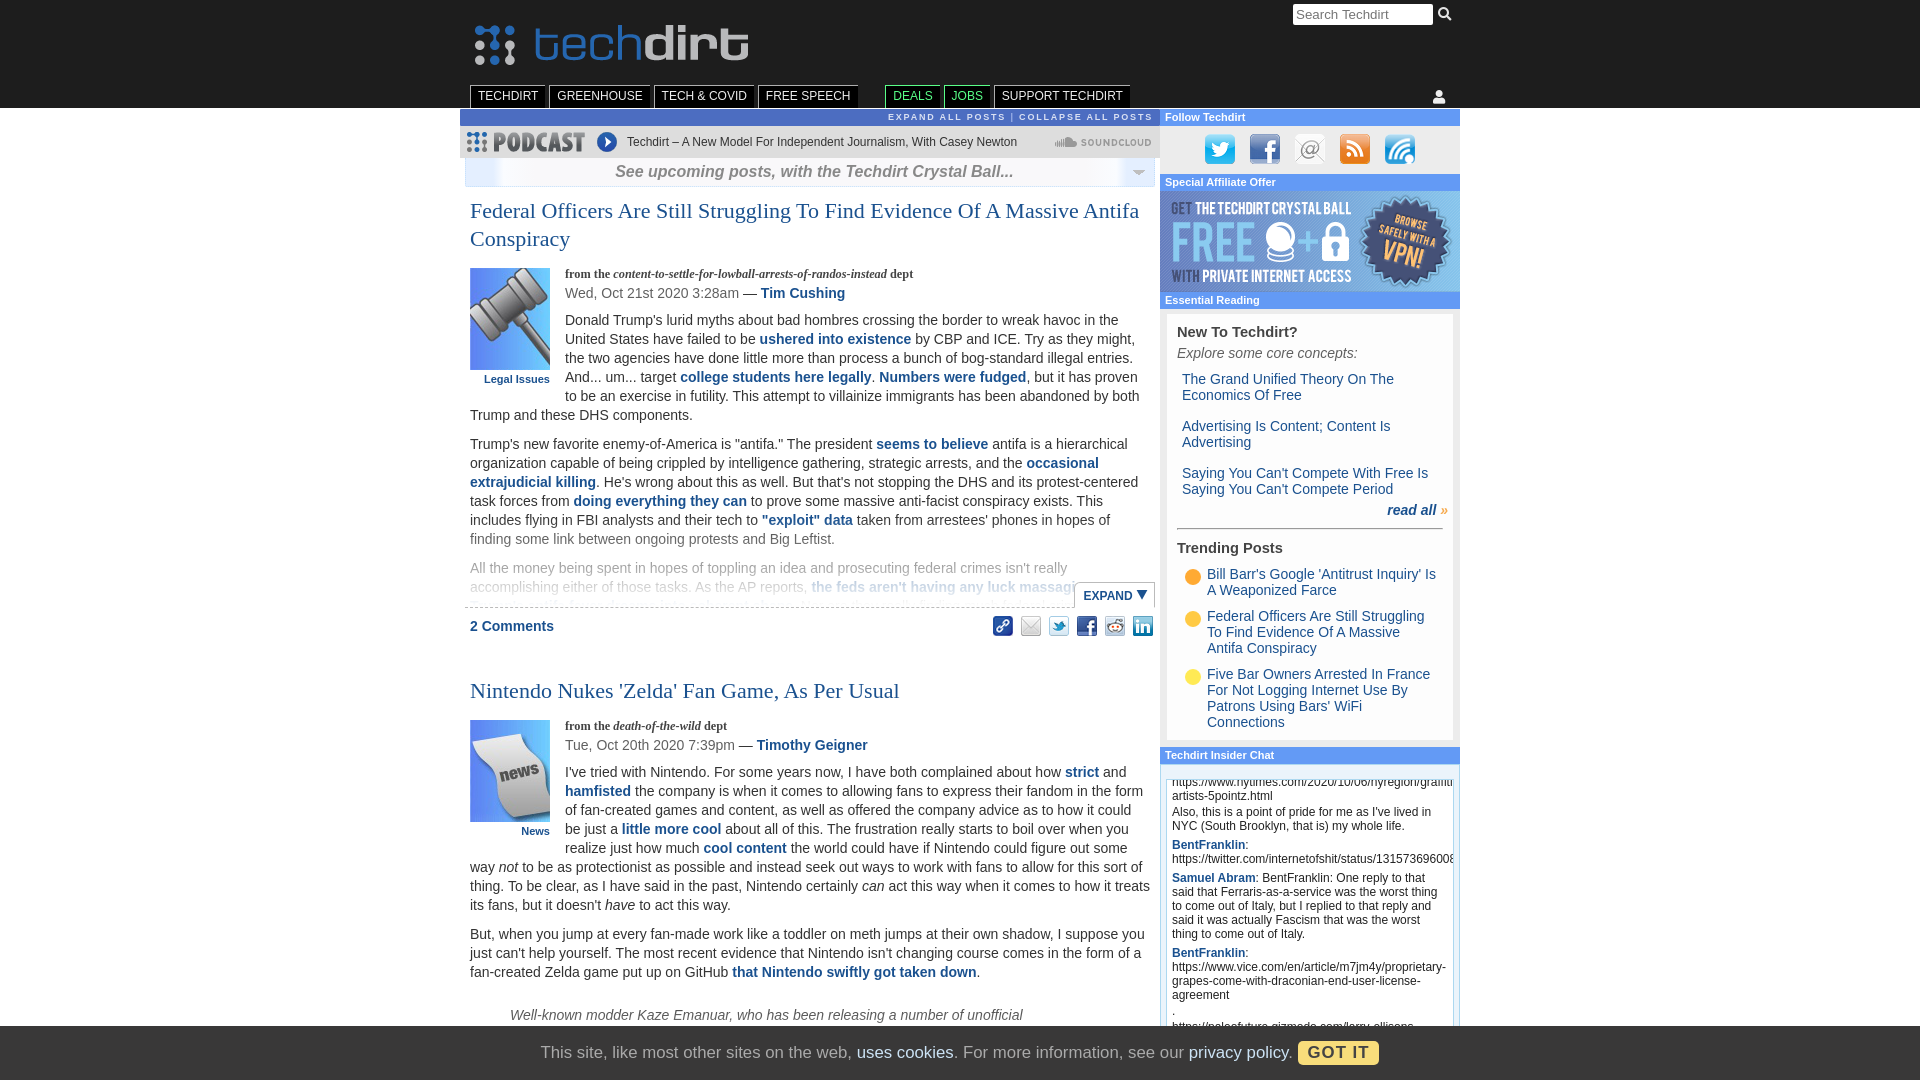 Search Techdirt
techdirt
TECHDIRT GREENHOUSE TECH & COVID FREE SPEECH DEALS JOBS SUPPORT TECHDIRT
EXPAND ALL POSTS | COLLAPSE ALL POSTS
PODCAST Techdirt – A New Model For Independent Journalism, With Casey Newton SOUNDCLOUD
See upcoming posts, with the Techdirt Crystal Ball...
Federal Officers Are Still Struggling To Find Evidence Of A Massive Antifa
Conspiracy
Legal Issues
from the content-to-settle-for-lowball-arrests-of-randos-instead dept
Wed, Oct 21st 2020 3:28am — Tim Cushing
Donald Trump's lurid myths about bad hombres crossing the border to wreak havoc in the
United States have failed to be ushered into existence by CBP and ICE. Try as they might,
the two agencies have done little more than process a bunch of bog-standard illegal entries.
And... um... target college students here legally. Numbers were fudged, but it has proven
to be an exercise in futility. This attempt to villainize immigrants has been abandoned by both
Trump and these DHS components.
Trump's new favorite enemy-of-America is "antifa." The president seems to believe antifa is a hierarchical
organization capable of being crippled by intelligence gathering, strategic arrests, and the occasional
extrajudicial killing. He's wrong about this as well. But that's not stopping the DHS and its protest-centered
task forces from doing everything they can to prove some massive anti-facist conspiracy exists. This
includes flying in FBI analysts and their tech to "exploit" data taken from arrestees' phones in hopes of
finding some link between ongoing protests and Big Leftist.
All the money being spent in hopes of toppling an idea and prosecuting federal crimes isn't really
accomplishing either of those tasks. As the AP reports, the feds aren't having any luck massagi
EXPAND
2 Comments
Nintendo Nukes 'Zelda' Fan Game, As Per Usual
news
News
from the death-of-the-wild dept
Tue, Oct 20th 2020 7:39pm — Timothy Geigner
I've tried with Nintendo. For some years now, I have both complained about how strict and
hamfisted the company is when it comes to allowing fans to express their fandom in the form
of fan-created games and content, as well as offered the company advice as to how it could
be just a little more cool about all of this. The frustration really starts to boil over when you
realize just how much cool content the world could have if Nintendo could figure out some
way not to be as protectionist as possible and instead seek out ways to work with fans to allow for this sort of
thing. To be clear, as I have said in the past, Nintendo certainly can act this way when it comes to how it treats
its fans, but it doesn't have to act this way.
But, when you jump at every fan-made work like a toddler on meth jumps at their own shadow, I suppose you
just can't help yourself. The most recent evidence that Nintendo isn't changing course comes in the form of a
fan-created Zelda game put up on GitHub that Nintendo swiftly got taken down.
Well-known modder Kaze Emanuar, who has been releasing a number of unofficial
Follow Techdirt
Special Affiliate Offer
GET THE TECHDIRT CRYSTAL BALL
FREE +
WITH PRIVATE INTERNET ACCESS
BROWSE
SAFELY WITH A
VPN!
Essential Reading
New To Techdirt?
Explore some core concepts:
The Grand Unified Theory On The
Economics Of Free
Advertising Is Content; Content Is
Advertising
Saying You Can't Compete With Free Is
Saying You Can't Compete Period
read all »
Trending Posts
Bill Barr's Google 'Antitrust Inquiry' Is
A Weaponized Farce
Federal Officers Are Still Struggling
To Find Evidence Of A Massive
Antifa Conspiracy
Five Bar Owners Arrested In France
For Not Logging Internet Use By
Patrons Using Bars' WiFi
Connections
Techdirt Insider Chat
https://www.nytimes.com/2020/10/06/nyregion/graffiti
artists-5pointz.html
Also, this is a point of pride for me as I've lived in
NYC (South Brooklyn, that is) my whole life.
BentFranklin:
https://twitter.com/internetofshit/status/131573696008
Samuel Abram: BentFranklin: One reply to that
said that Ferraris-as-a-service was the worst thing
to come out of Italy, but I replied to that reply and
said it was actually Fascism that was the worst
thing to come out of Italy.
BentFranklin:
https://www.vice.com/en/article/m7jm4y/proprietary-
grapes-come-with-draconian-end-user-license-
agreement
.
https://paleofuture.gizmodo.com/larry-ellisons-
This site, like most other sites on the web, uses cookies. For more information, see our privacy policy. GOT IT